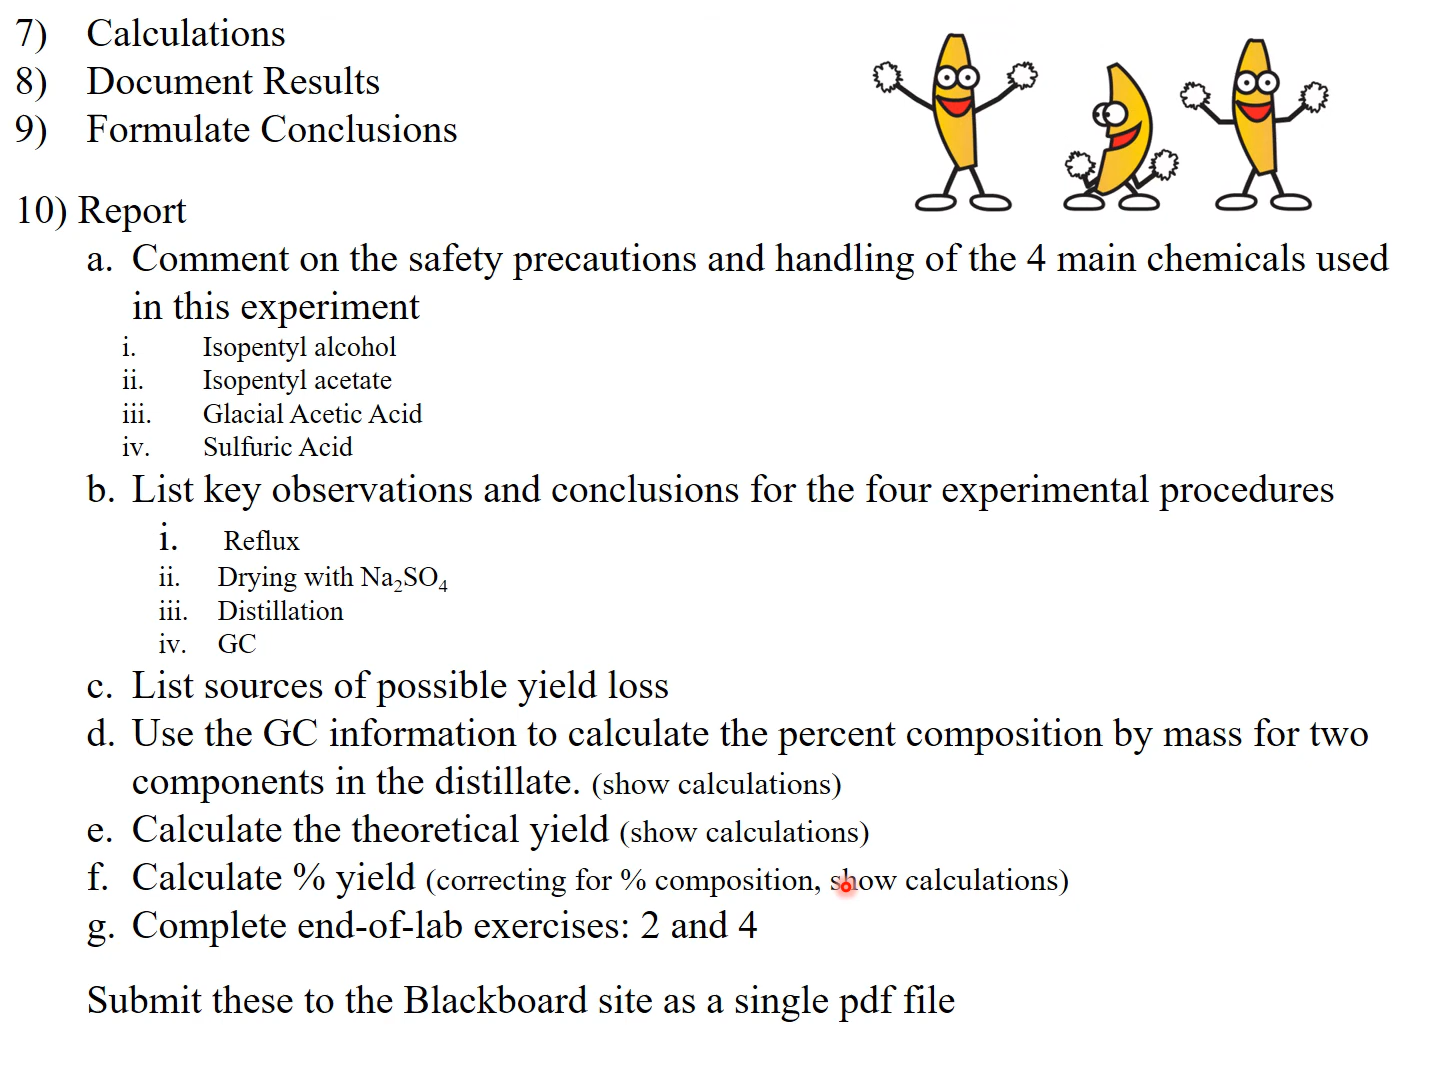 7) Calculations
8) Document Results
9) Formulate Conclusions
10) Report
a. Comment on the safety precautions and handling of the 4 main chemicals used
in this experiment
i. Isopentyl alcohol
ii. Isopentyl acetate
iii. Glacial Acetic Acid
iv. Sulfuric Acid
b. List key observations and conclusions for the four experimental procedures
i. Reflux
ii. Drying with Na₂SO₄
iii. Distillation
iv. GC
c. List sources of possible yield loss
d. Use the GC information to calculate the percent composition by mass for two
components in the distillate. (show calculations)
e. Calculate the theoretical yield (show calculations)
f. Calculate % yield (correcting for % composition, show calculations)
g. Complete end-of-lab exercises: 2 and 4
Submit these to the Blackboard site as a single pdf file